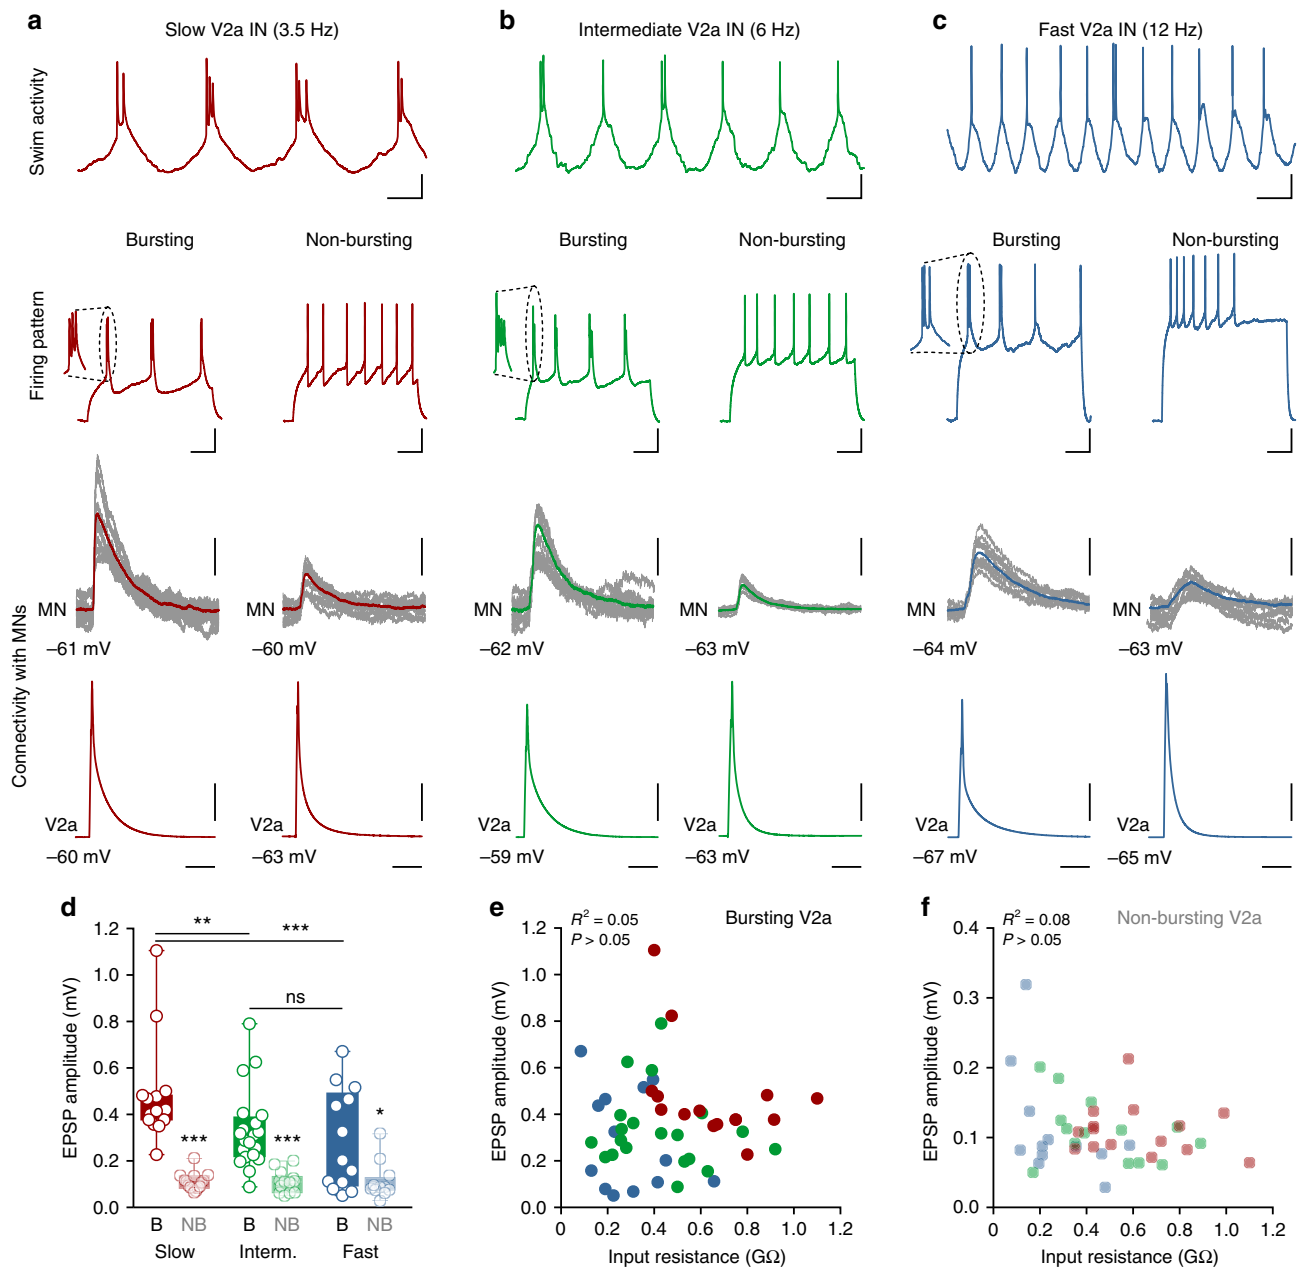 a
Slow V2a IN (3.5 Hz)
b
Intermediate V2a IN (6 Hz)
c
Fast V2a IN (12 Hz)
Swim activity
Bursting
Non-bursting
Bursting
Non-bursting
Bursting
Non-bursting
Firing pattern
Connectivity with MNs
MN
–61 mV
–60 mV
MN
–62 mV
–63 mV
MN
–64 mV
–63 mV
V2a
–60 mV
V2a
–63 mV
V2a
–59 mV
V2a
–63 mV
V2a
–67 mV
V2a
–65 mV
d
EPSP amplitude (mV)
1.2
1.0
0.8
0.6
0.4
0.2
0
**
***
ns
***
***
*
B
NB
B
NB
B
NB
Slow
Interm.
Fast
e
R² = 0.05
P > 0.05
Bursting V2a
EPSP amplitude (mV)
1.2
1.0
0.8
0.6
0.4
0.2
0.0
0
0.2
0.4
0.6
0.8
1.0
1.2
Input resistance (GΩ)
f
R² = 0.08
P > 0.05
Non-bursting V2a
EPSP amplitude (mV)
0.4
0.3
0.2
0.1
0.0
0
0.2
0.4
0.6
0.8
1.0
1.2
Input resistance (GΩ)